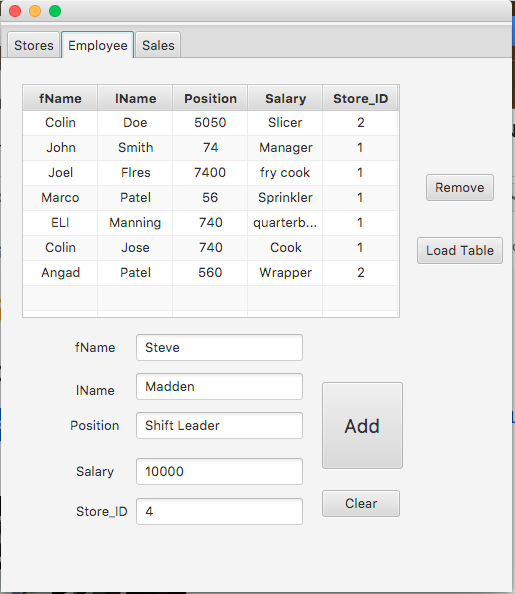 Stores Employee Sales
fName lName Position Salary Store_ID
Colin Doe 5050 Slicer 2
John Smith 74 Manager 1
Joel Flres 7400 fry cook 1
Marco Patel 56 Sprinkler 1
ELI Manning 740 quarterb... 1
Colin Jose 740 Cook 1
Angad Patel 560 Wrapper 2
Remove
Load Table
fName Steve
lName Madden
Position Shift Leader
Salary 10000
Store_ID 4
Add
Clear